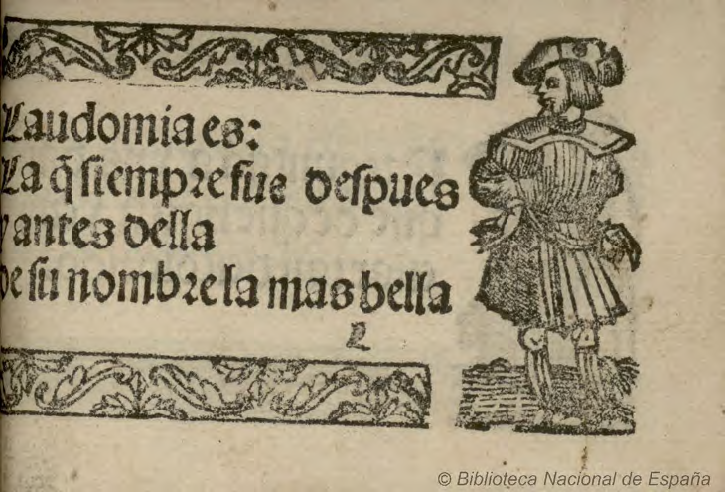 Laudomia es:
La q̃ siempre fue despues
y antes della
de su nombre la mas bella
© Biblioteca Nacional de España